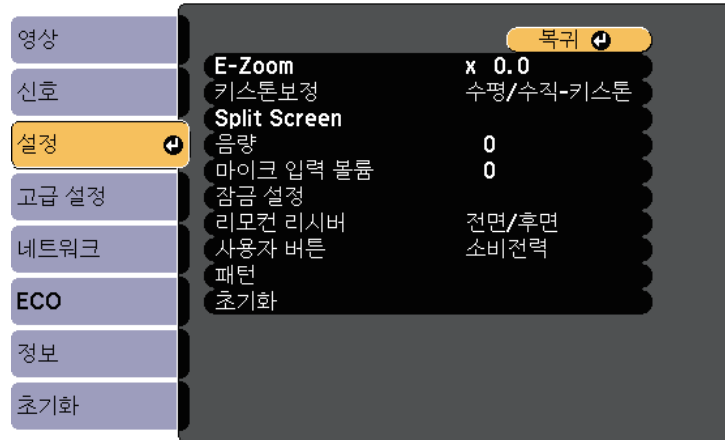 영상
신호
설정
고급 설정
네트워크
ECO
정보
초기화
복귀
E-Zoom x 0.0
키스톤보정 수평/수직-키스톤
Split Screen
음량 0
마이크 입력 볼륨 0
잠금 설정
리모컨 리시버 전면/후면
사용자 버튼 소비전력
패턴
초기화